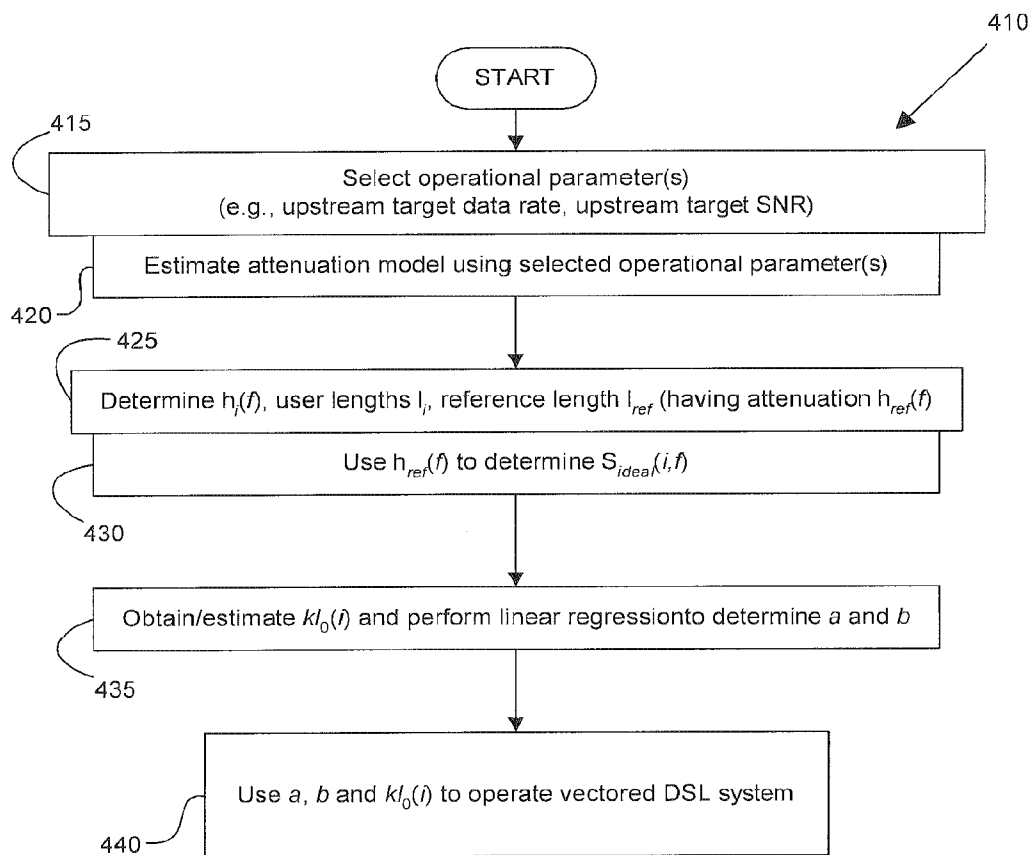 410
START
415
Select operational parameter(s)
(e.g., upstream target data rate, upstream target SNR)
Estimate attenuation model using selected operational parameter(s)
420
425
Determine h_i(f), user lengths l_i, reference length l_ref (having attenuation h_ref(f)
Use h_ref(f) to determine S_ideal(i,f)
430
Obtain/estimate kl_0(i) and perform linear regressionto determine a and b
435
Use a, b and kl_0(i) to operate vectored DSL system
440